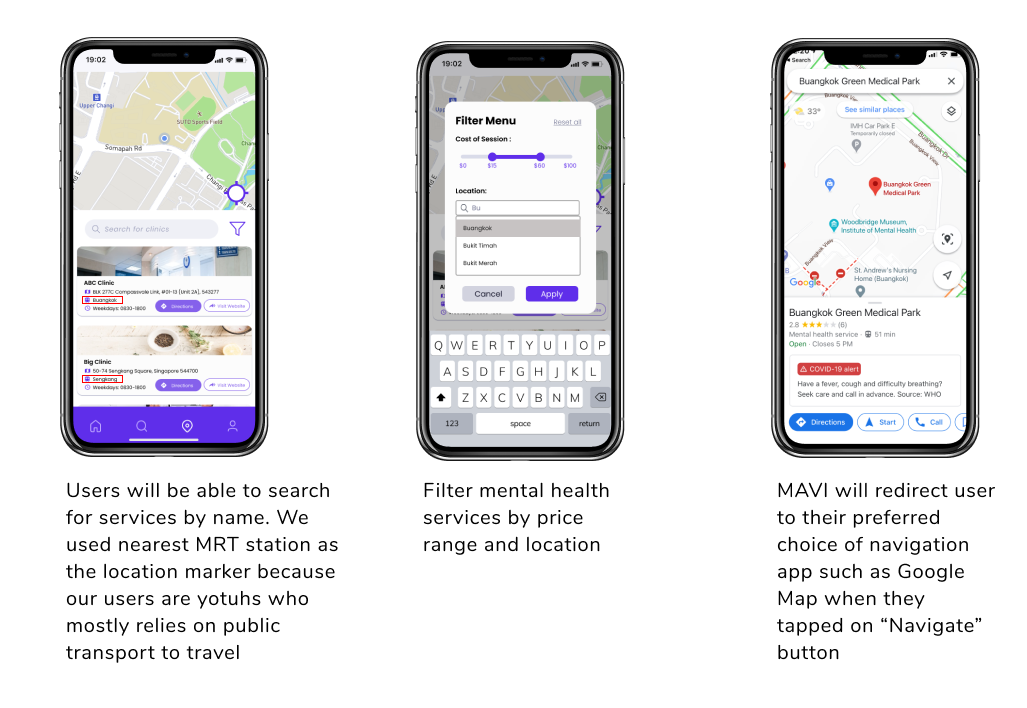 19:02
Upper Changi
SUTD Sports Field
Somapah Rd
Search for clinics
ABC Clinic
BLK 277C Compassvale Link, #01-13 (Unit 2A), 543277
Buangkok
Weekdays: 0830-1800
Directions
Visit Website
Big Clinic
50-74 Sengkang Square, Singapore 544700
Sengkang
Weekdays: 0830-1800
Directions
Visit Website
Users will be able to search
for services by name. We
used nearest MRT station as
the location marker because
our users are yotuhs who
mostly relies on public
transport to travel
19:02
Filter Menu
Reset all
Cost of Session :
$0 $15 $60 $100
Location:
Bu
Buangkok
Bukit Timah
Bukit Merah
Cancel
Apply
Q W E R T Y U I O P
A S D F G H J K L
Z X C V B N M
123 space return
Filter mental health
services by price
range and location
Search
Buangkok Green Medical Park
33°
See similar places
IMH Car Park E
Temporarily closed
Buangkok Dr
Buangkok View
Buangkok Green
Medical Park
Woodbridge Museum,
Institute of Mental Health
Buangkok View
St. Andrew's Nursing
Home (Buangkok)
Google
Buangkok Green Medical Park
2.8 (6)
Mental health service · 51 min
Open · Closes 5 PM
COVID-19 alert
Have a fever, cough and difficulty breathing?
Seek care and call in advance. Source: WHO
Directions
Start
Call
MAVI will redirect user
to their preferred
choice of navigation
app such as Google
Map when they
tapped on “Navigate”
button